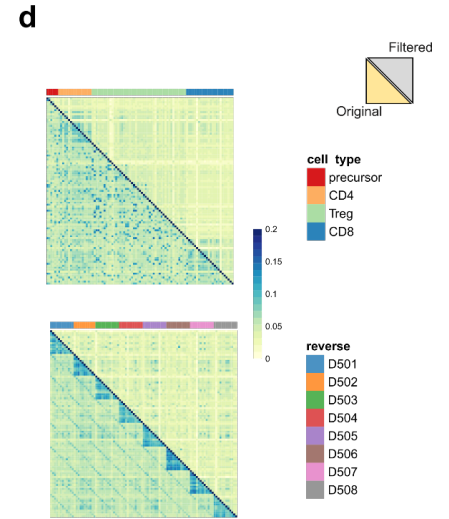 d
Filtered
Original
cell type
precursor
CD4
Treg
CD8
0.2
0.15
0.1
0.05
0
reverse
D501
D502
D503
D504
D505
D506
D507
D508